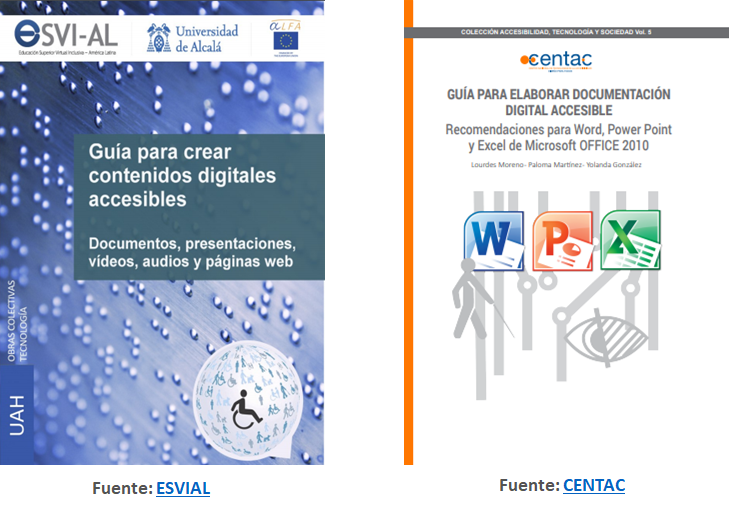 eSVI-AL
Educación Superior Virtual Inclusiva - América Latina
Universidad
de Alcalá
αLFA
Guía para crear
contenidos digitales
accesibles
Documentos, presentaciones,
vídeos, audios y páginas web
OBRAS COLECTIVAS
TECNOLOGÍA
UAH
Fuente: ESVIAL
COLECCIÓN ACCESIBILIDAD, TECNOLOGÍA Y SOCIEDAD Vol. 5
centac
GUÍA PARA ELABORAR DOCUMENTACIÓN
DIGITAL ACCESIBLE
Recomendaciones para Word, Power Point
y Excel de Microsoft OFFICE 2010
Lourdes Moreno - Paloma Martínez - Yolanda González
W
P
X
Fuente: CENTAC